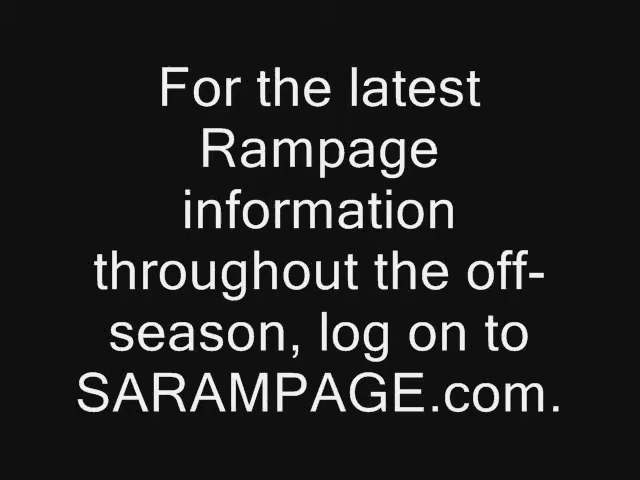 For the latest
Rampage
information
throughout the off-
season, log on to
SARAMPAGE.com.